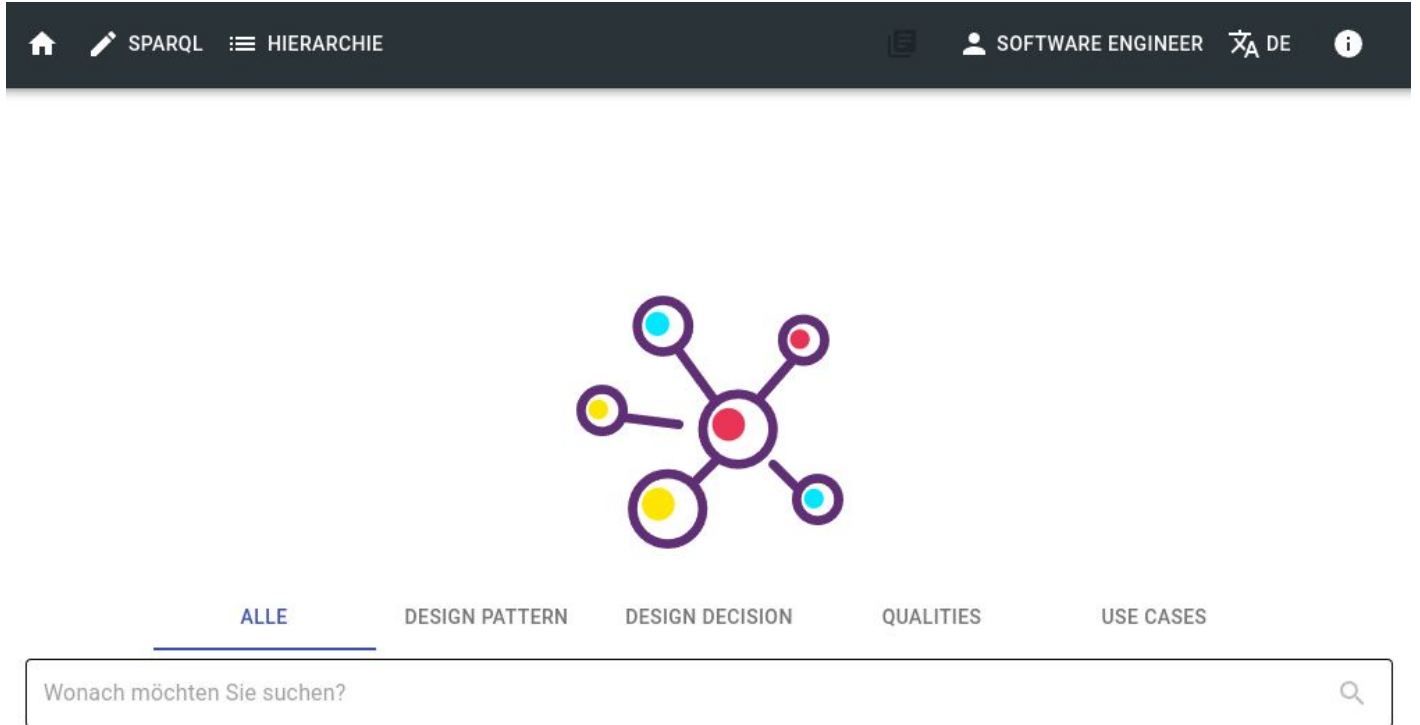 SPARQL HIERARCHIE SOFTWARE ENGINEER DE
ALLE DESIGN PATTERN DESIGN DECISION QUALITIES USE CASES
Wonach möchten Sie suchen?